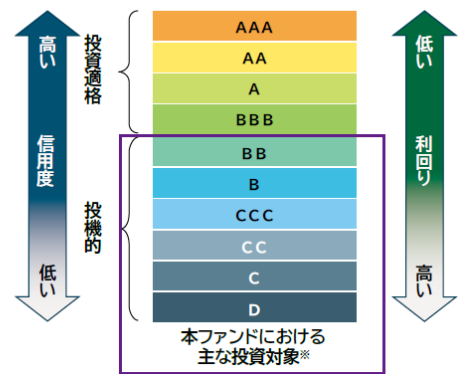 高い
信用度
低い
投資適格
投機的
AAA
AA
A
BBB
BB
B
CCC
CC
C
D
本ファンドにおける
主な投資対象※
低い
利回り
高い